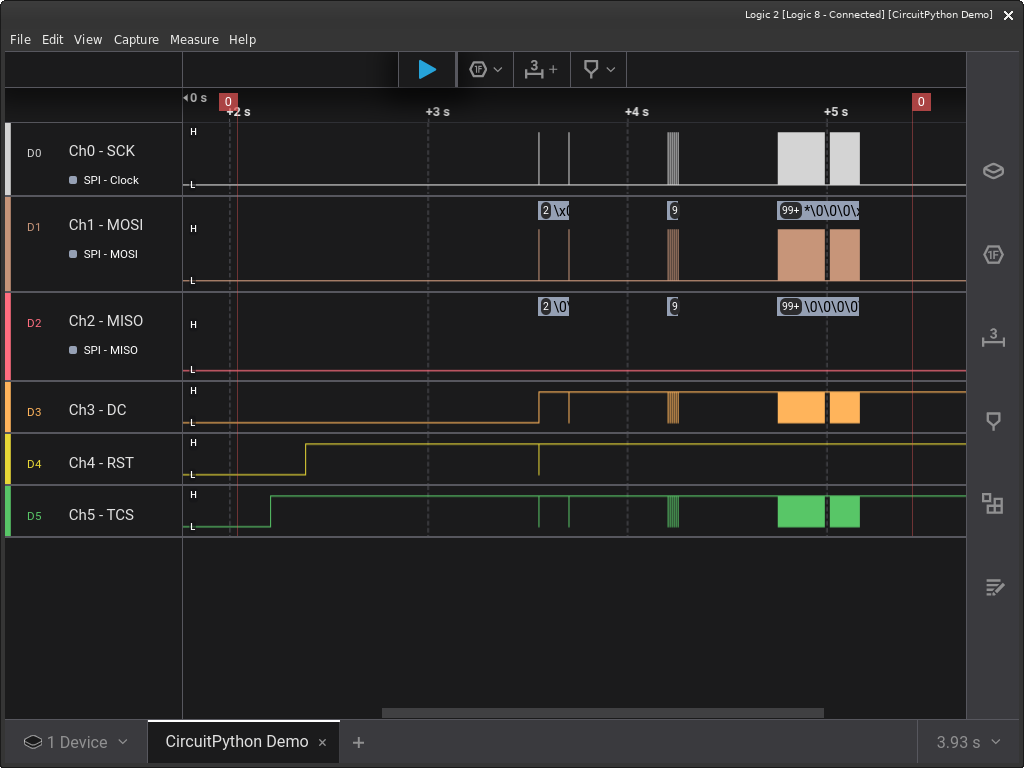 Logic 2 [Logic 8 - Connected] [CircuitPython Demo]
File Edit View Capture Measure Help
1F 3 +
0 s 0 0
+2 s +3 s +4 s +5 s
D0 Ch0 - SCK H
SPI - Clock L
2 \x 9 99+ *\0\0\0\
D1 Ch1 - MOSI H
SPI - MOSI L
2 \0 9 99+ \0\0\0\0
D2 Ch2 - MISO H
SPI - MISO L
D3 Ch3 - DC H
L
D4 Ch4 - RST H
L
D5 Ch5 - TCS H
L
1F
3
1 Device CircuitPython Demo × + 3.93 s